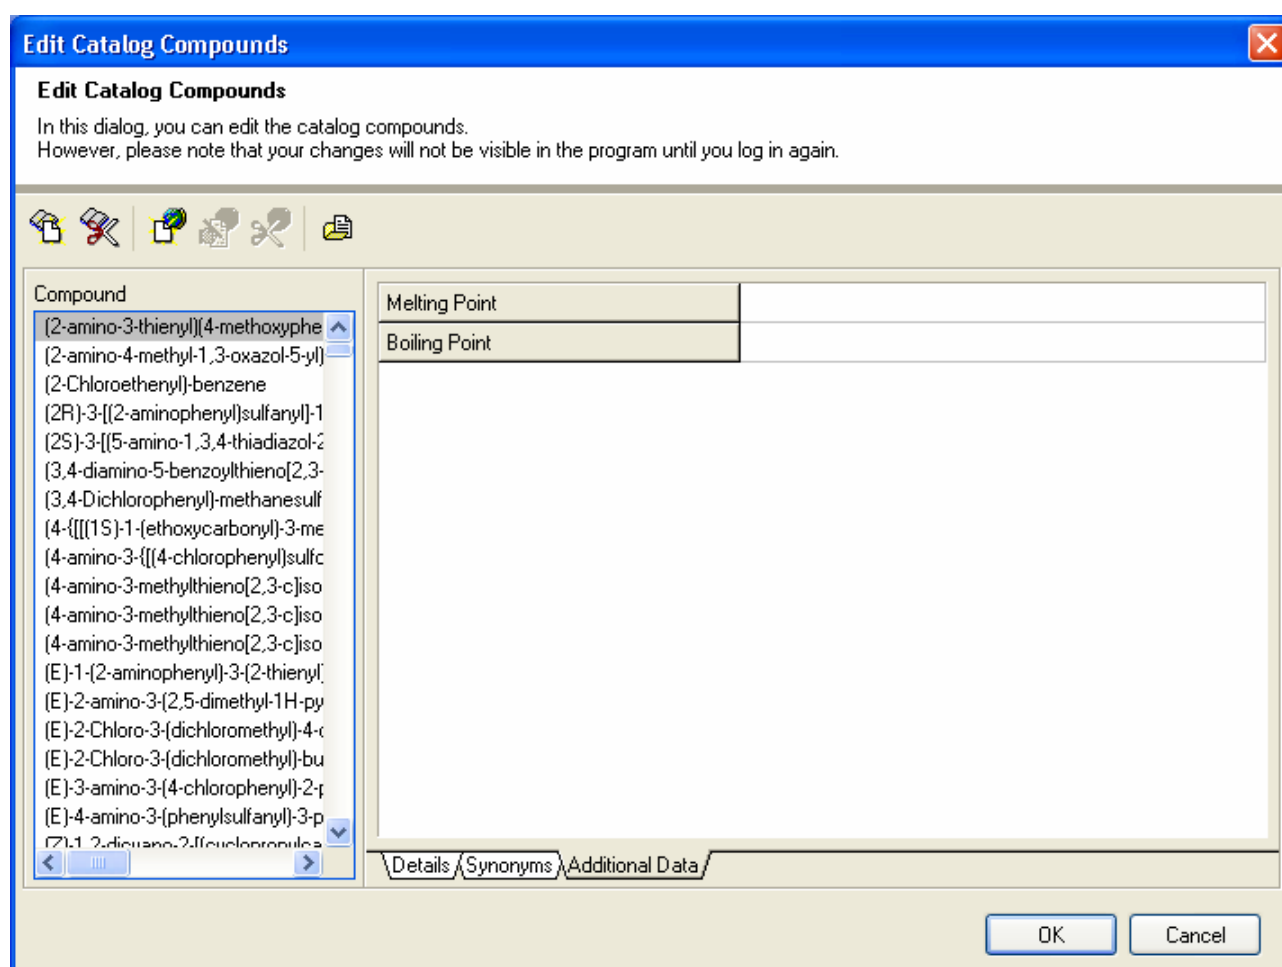 Edit Catalog Compounds
Edit Catalog Compounds
In this dialog, you can edit the catalog compounds.
However, please note that your changes will not be visible in the program until you log in again.
Compound
(2-amino-3-thienyl)(4-methoxyphe
(2-amino-4-methyl-1,3-oxazol-5-yl)
(2-Chloroethenyl)-benzene
(2R)-3-[(2-aminophenyl)sulfanyl]-1
(2S)-3-[(5-amino-1,3,4-thiadiazol-2
(3,4-diamino-5-benzoylthieno[2,3-
(3,4-Dichlorophenyl)-methanesulf
(4-{[[(1S)-1-(ethoxycarbonyl)-3-me
(4-amino-3-{[(4-chlorophenyl)sulfo
(4-amino-3-methylthieno[2,3-c]iso
(4-amino-3-methylthieno[2,3-c]iso
(4-amino-3-methylthieno[2,3-c]iso
(E)-1-(2-aminophenyl)-3-(2-thienyl)
(E)-2-amino-3-(2,5-dimethyl-1H-py
(E)-2-Chloro-3-(dichloromethyl)-4-o
(E)-2-Chloro-3-(dichloromethyl)-bu
(E)-3-amino-3-(4-chlorophenyl)-2-p
(E)-4-amino-3-(phenylsulfanyl)-3-p
(Z)-1,2-dicyano-2-[(cyclopropylca
Melting Point
Boiling Point
Details
Synonyms
Additional Data
OK
Cancel